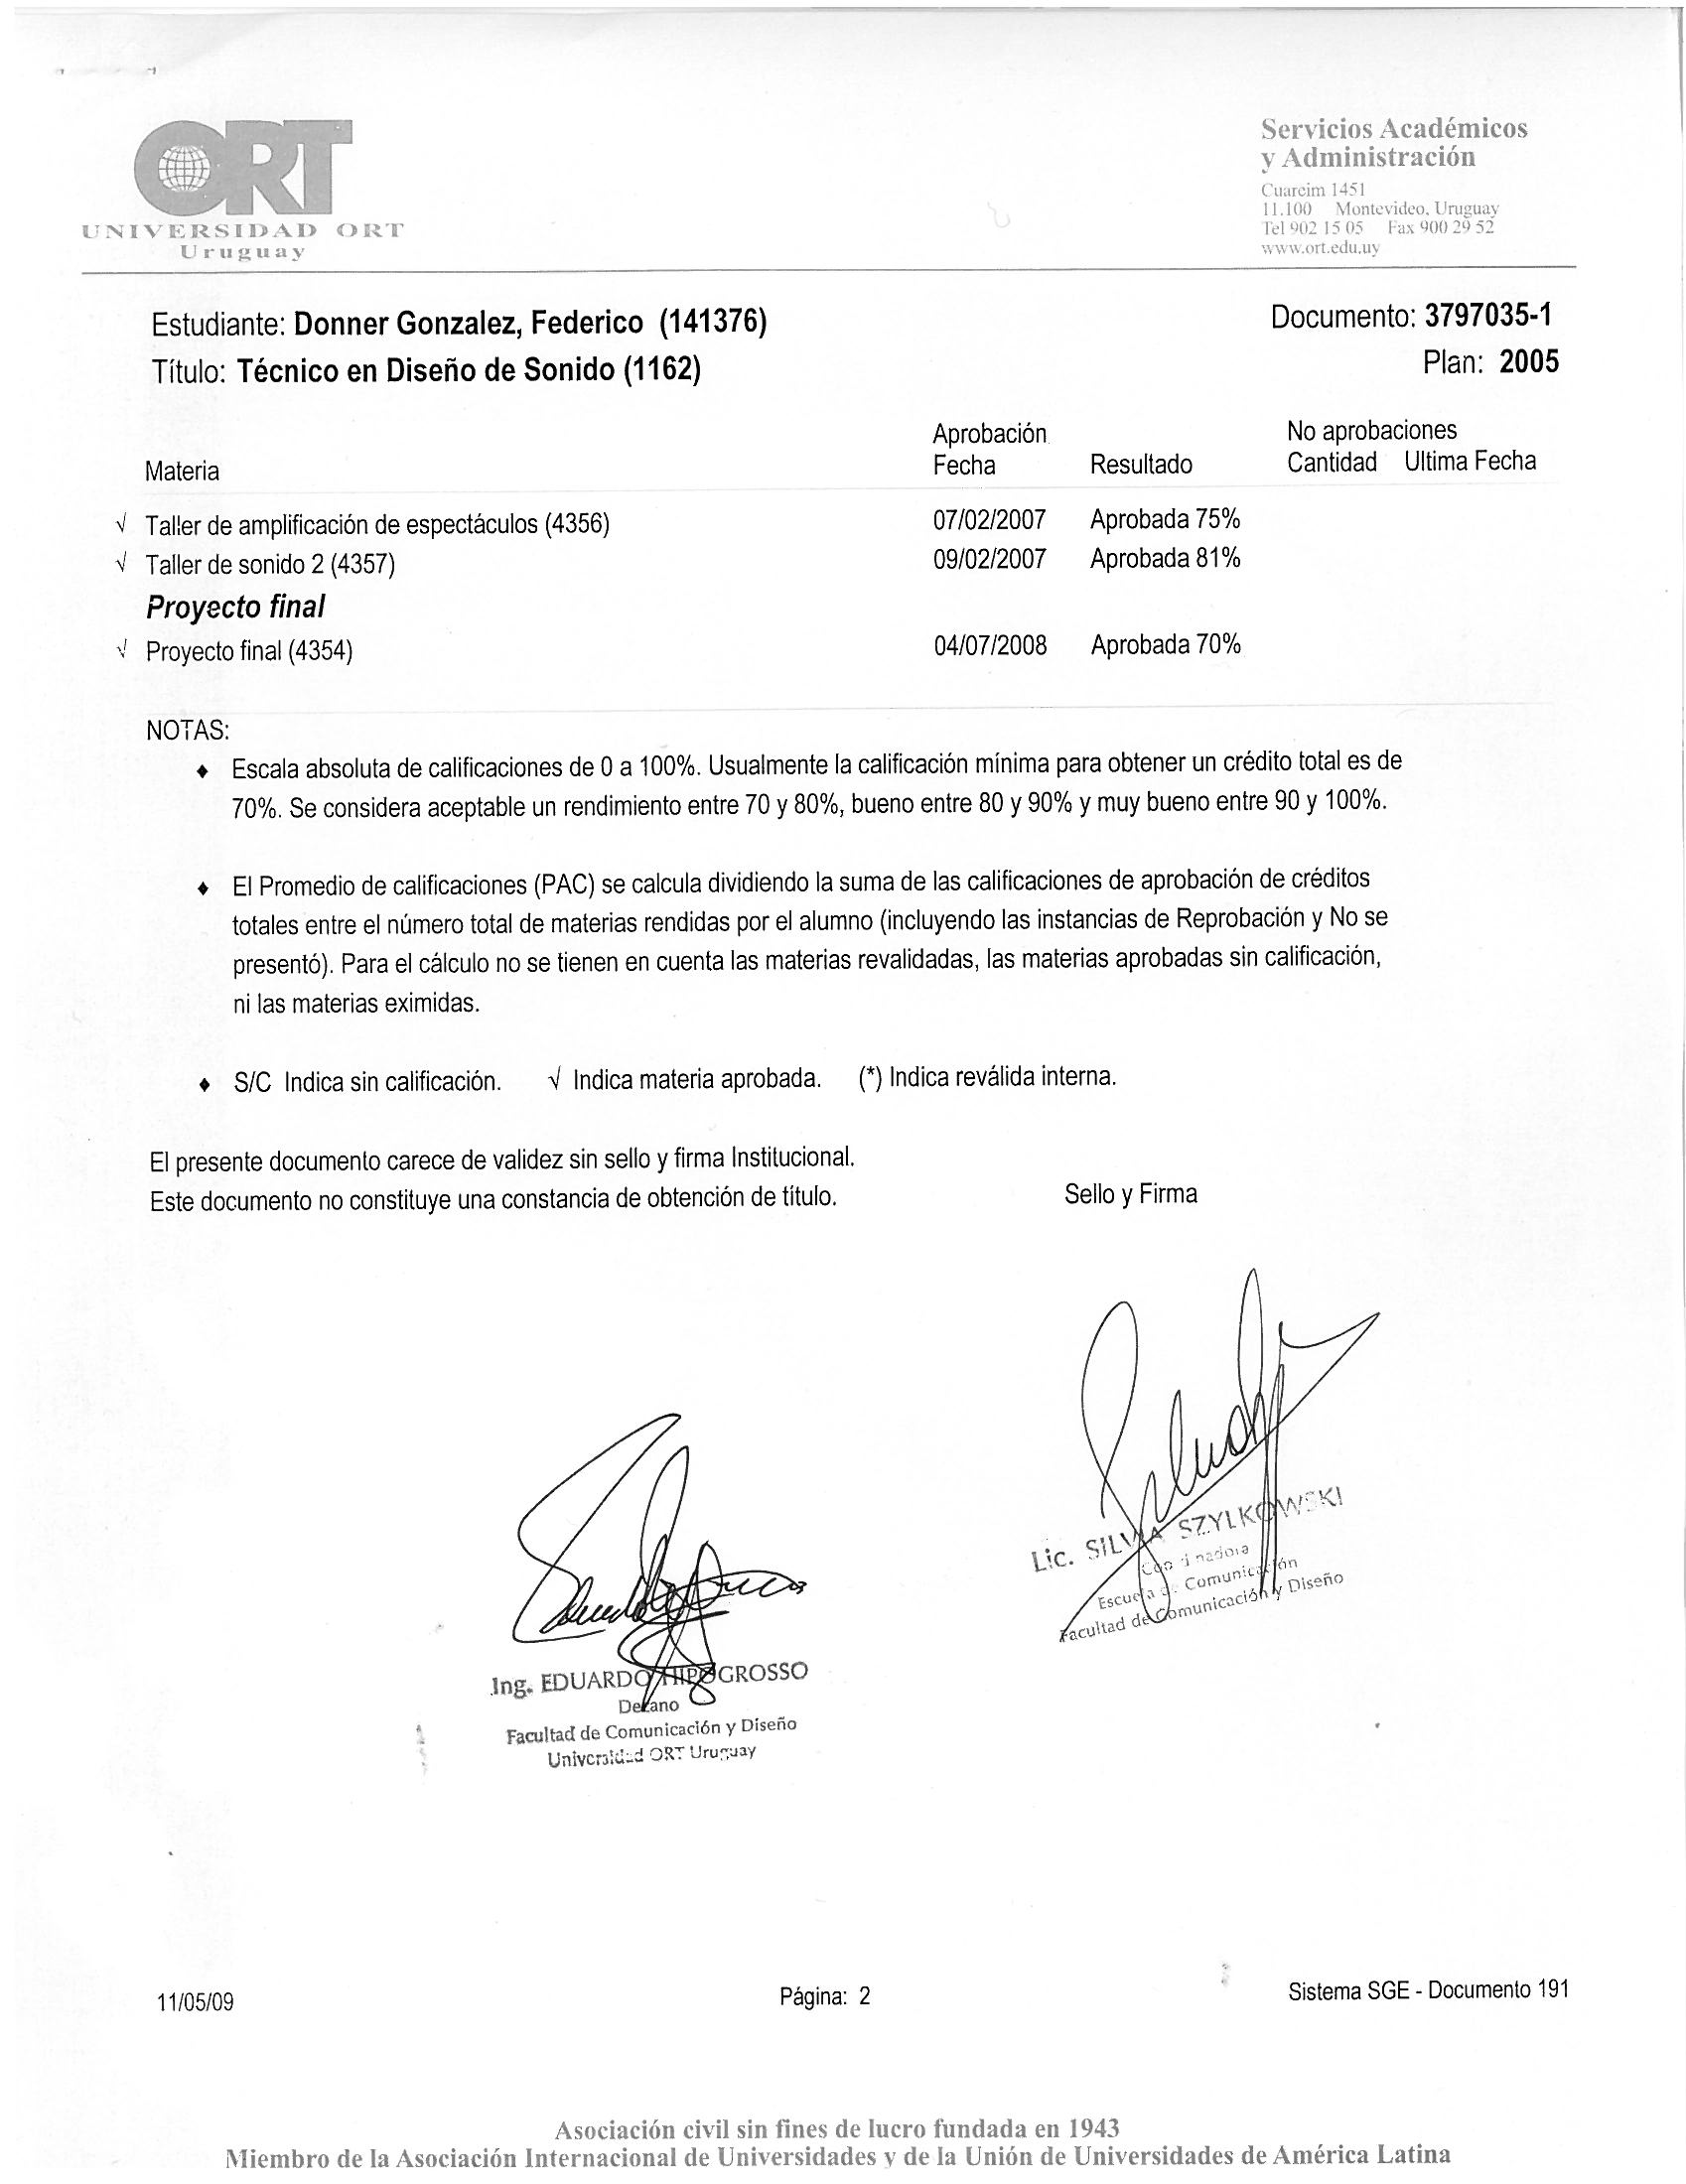 ORT
UNIVERSIDAD ORT
Uruguay
Servicios Académicos
y Administración
Cuareim 1451
11.100 Montevideo, Uruguay
Tel 902 15 05 Fax 900 29 52
www.ort.edu.uy
Estudiante: Donner Gonzalez, Federico (141376)
Documento: 3797035-1
Título: Técnico en Diseño de Sonido (1162)
Plan: 2005
Aprobación No aprobaciones
Materia Fecha Resultado Cantidad Ultima Fecha
√ Taller de amplificación de espectáculos (4356) 07/02/2007 Aprobada 75%
√ Taller de sonido 2 (4357) 09/02/2007 Aprobada 81%
Proyecto final
√ Proyecto final (4354) 04/07/2008 Aprobada 70%
NOTAS:
♦ Escala absoluta de calificaciones de 0 a 100%. Usualmente la calificación mínima para obtener un crédito total es de
70%. Se considera aceptable un rendimiento entre 70 y 80%, bueno entre 80 y 90% y muy bueno entre 90 y 100%.
♦ El Promedio de calificaciones (PAC) se calcula dividiendo la suma de las calificaciones de aprobación de créditos
totales entre el número total de materias rendidas por el alumno (incluyendo las instancias de Reprobación y No se
presentó). Para el cálculo no se tienen en cuenta las materias revalidadas, las materias aprobadas sin calificación,
ni las materias eximidas.
♦ S/C Indica sin calificación. √ Indica materia aprobada. (*) Indica reválida interna.
El presente documento carece de validez sin sello y firma Institucional.
Este documento no constituye una constancia de obtención de título.
Sello y Firma
Lic. SILVIA SZYLKOWSKI
Coordinadora
Escuela de Comunicación
Facultad de Comunicación y Diseño
Ing. EDUARDO HIPOGROSSO
Decano
Facultad de Comunicación y Diseño
Universidad ORT Uruguay
11/05/09 Página: 2 Sistema SGE - Documento 191
Asociación civil sin fines de lucro fundada en 1943
Miembro de la Asociación Internacional de Universidades y de la Unión de Universidades de América Latina